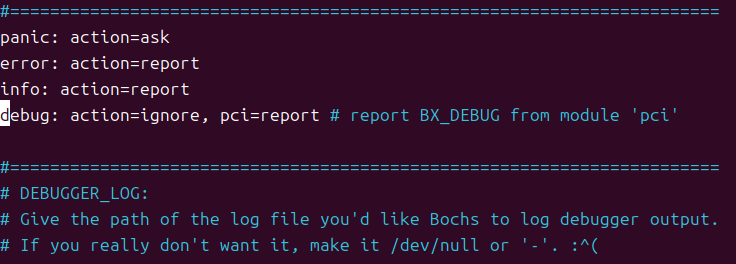 #=======================================================================
panic: action=ask
error: action=report
info: action=report
debug: action=ignore, pci=report # report BX_DEBUG from module 'pci'
#=======================================================================
# DEBUGGER_LOG:
# Give the path of the log file you'd like Bochs to log debugger output.
# If you really don't want it, make it /dev/null or '-'. :^(